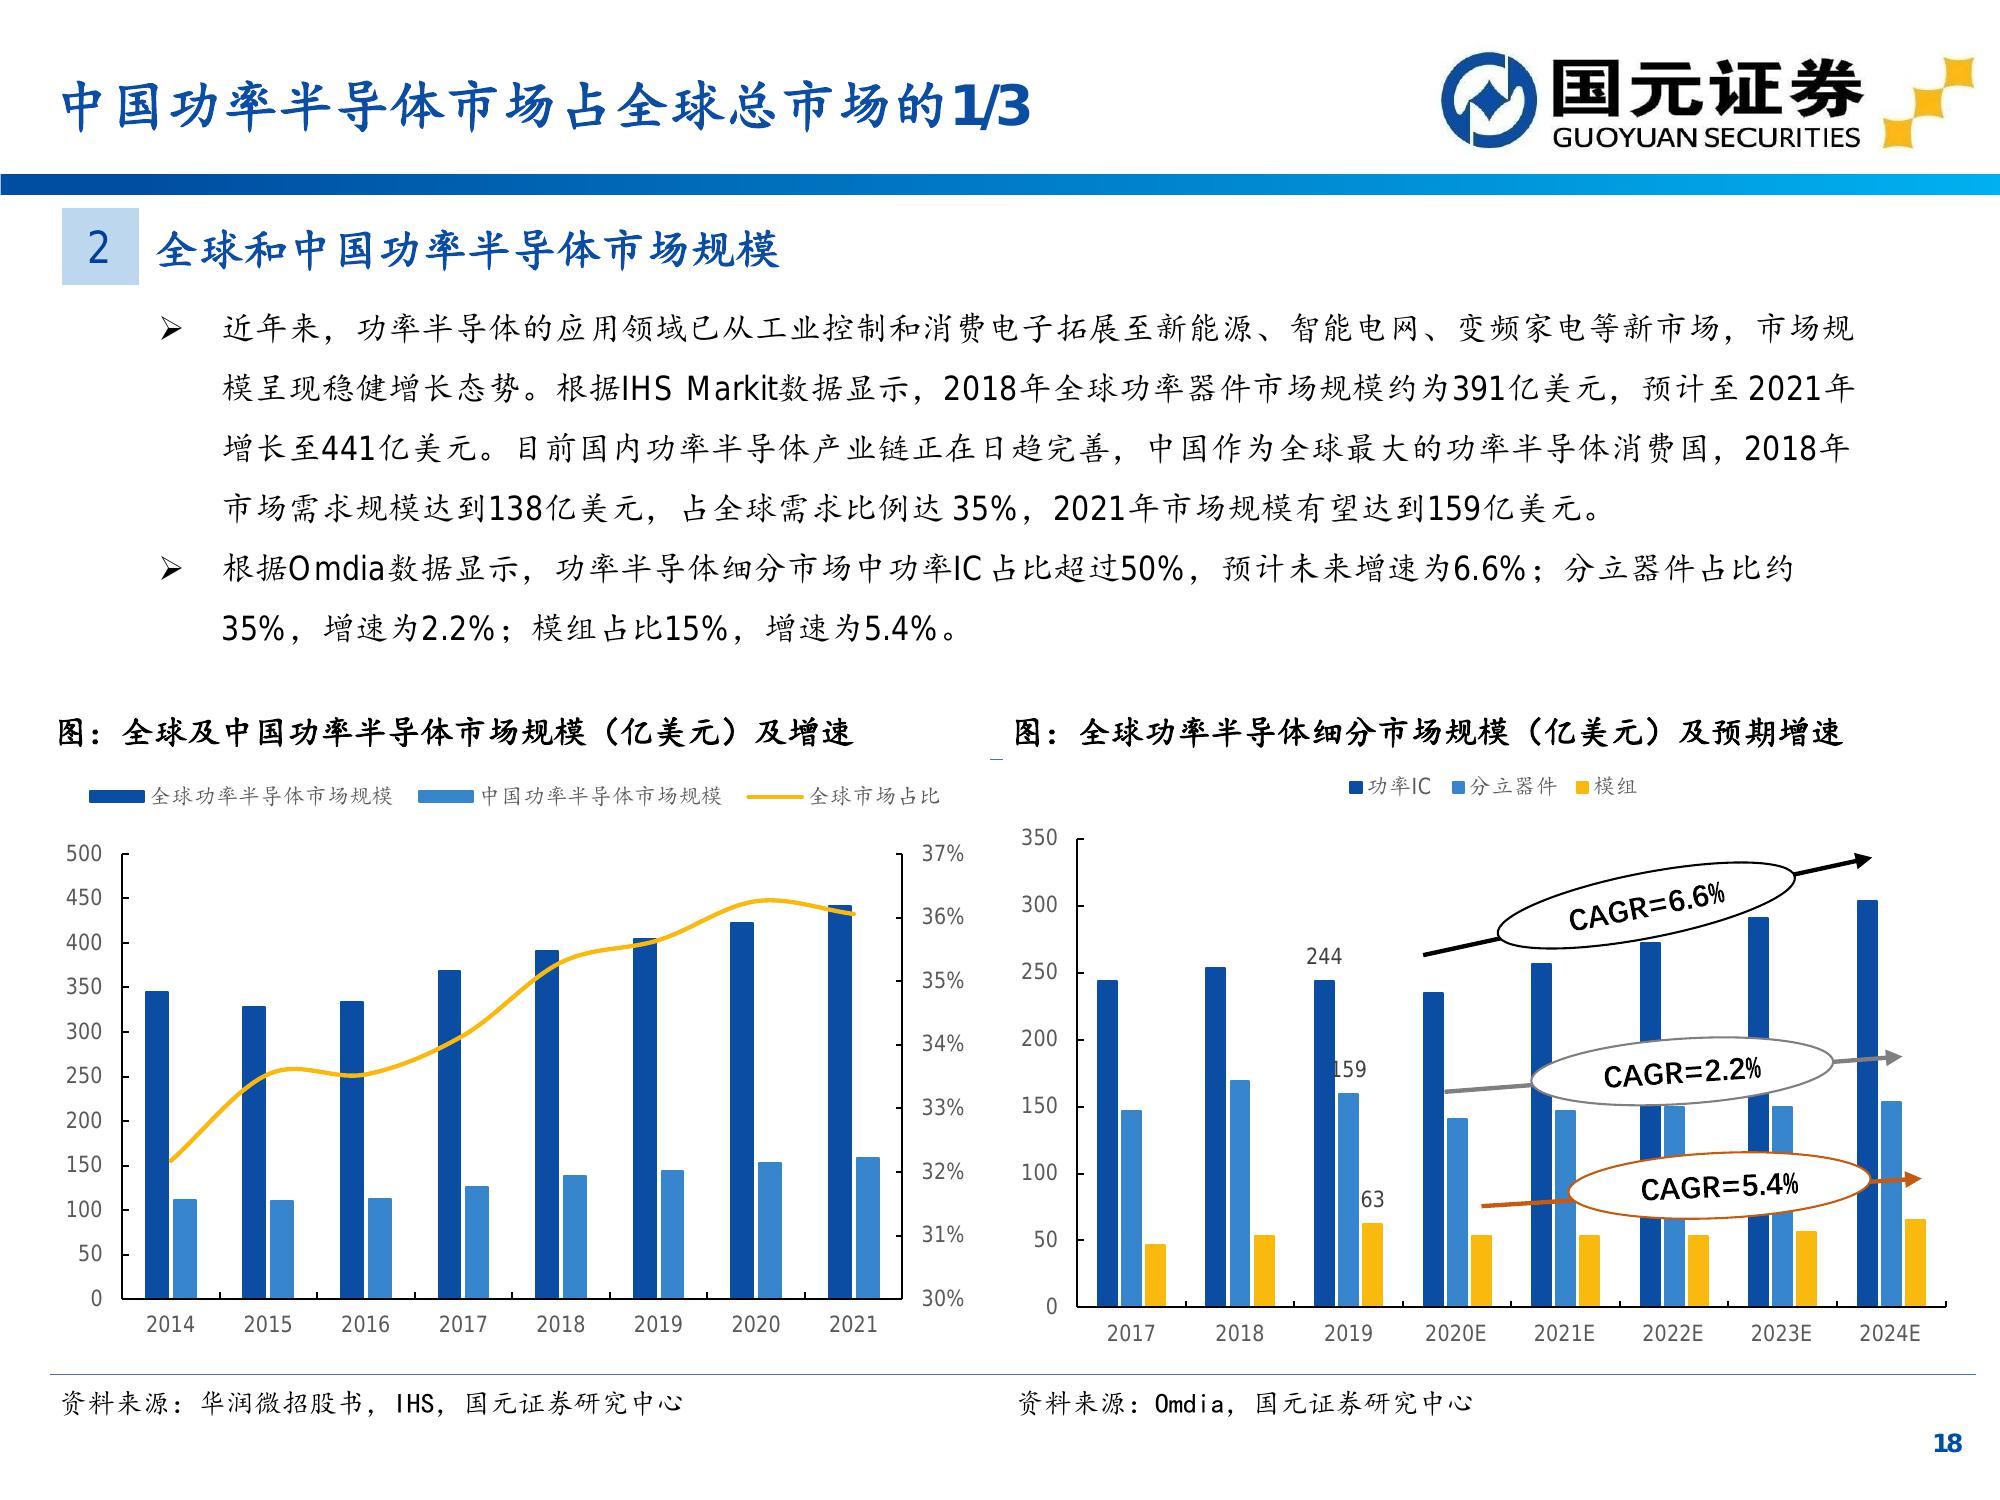 中国功率半导体市场占全球总市场的1/3
国元证券
GUOYUAN SECURITIES
2 全球和中国功率半导体市场规模
➢ 近年来，功率半导体的应用领域已从工业控制和消费电子拓展至新能源、智能电网、变频家电等新市场，市场规
模呈现稳健增长态势。根据IHS Markit数据显示，2018年全球功率器件市场规模约为391亿美元，预计至 2021年
增长至441亿美元。目前国内功率半导体产业链正在日趋完善，中国作为全球最大的功率半导体消费国，2018年
市场需求规模达到138亿美元，占全球需求比例达 35%，2021年市场规模有望达到159亿美元。
➢ 根据Omdia数据显示，功率半导体细分市场中功率IC 占比超过50%，预计未来增速为6.6%；分立器件占比约
35%，增速为2.2%；模组占比15%，增速为5.4%。
图：全球及中国功率半导体市场规模（亿美元）及增速
全球功率半导体市场规模 中国功率半导体市场规模 全球市场占比
500 37%
450
400 36%
350 35%
300
250 34%
200 33%
150 32%
100
50 31%
0 30%
2014 2015 2016 2017 2018 2019 2020 2021
资料来源：华润微招股书，IHS，国元证券研究中心
图：全球功率半导体细分市场规模（亿美元）及预期增速
功率IC 分立器件 模组
350
300
250
200
150
100
50
0
CAGR=6.6%
244
CAGR=2.2%
159
CAGR=5.4%
63
2017 2018 2019 2020E 2021E 2022E 2023E 2024E
资料来源：Omdia，国元证券研究中心
18